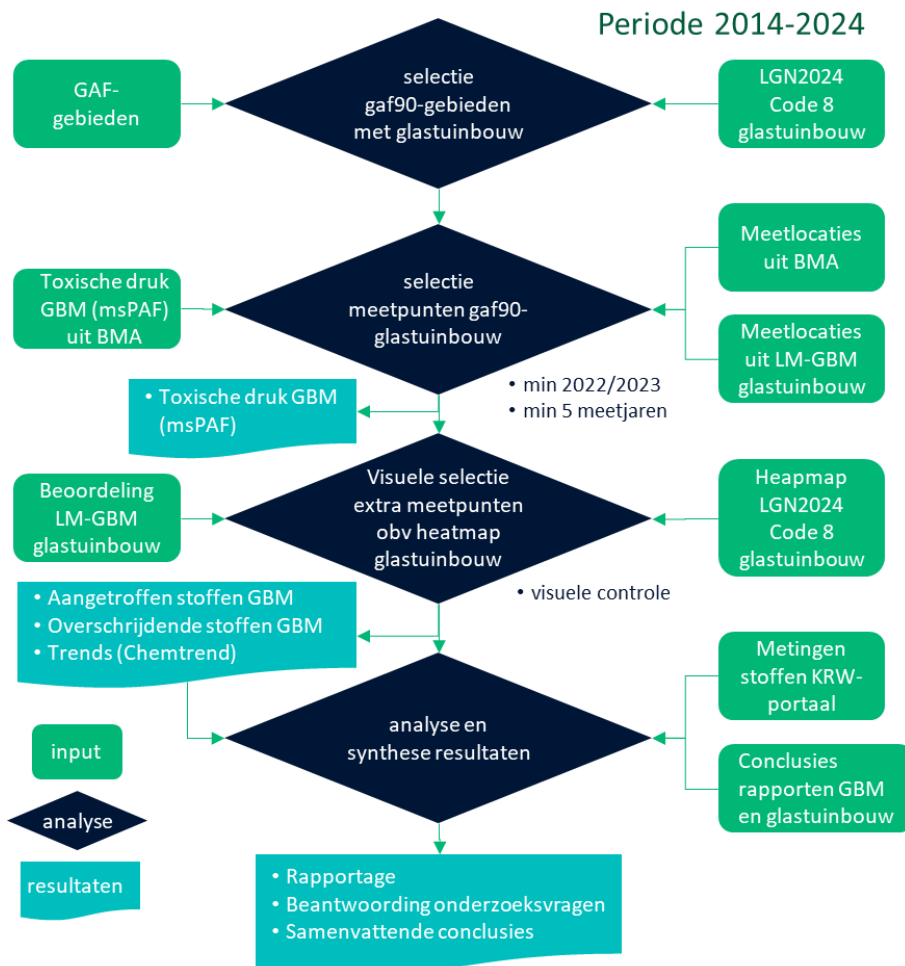 Periode 2014-2024
GAF-
gebieden
selectie
gaf90-gebieden
met glastuinbouw
LGN2024
Code 8
glastuinbouw
Toxische druk
GBM (msPAF)
uit BMA
selectie
meetpunten gaf90-
glastuinbouw
Meetlocaties
uit BMA
Meetlocaties
uit LM-GBM
glastuinbouw
• Toxische druk GBM
(msPAF)
• min 2022/2023
• min 5 meetjaren
Beoordeling
LM-GBM
glastuinbouw
Visuele selectie
extra meetpunten
obv heatmap
glastuinbouw
Heapmap
LGN2024
Code 8
glastuinbouw
• Aangetroffen stoffen GBM
• Overschrijdende stoffen GBM
• Trends (Chemtrend)
• visuele controle
analyse en
synthese resultaten
Metingen
stoffen KRW-
portaal
Conclusies
rapporten GBM
en glastuinbouw
input
analyse
resultaten
• Rapportage
• Beantwoording onderzoeksvragen
• Samenvattende conclusies